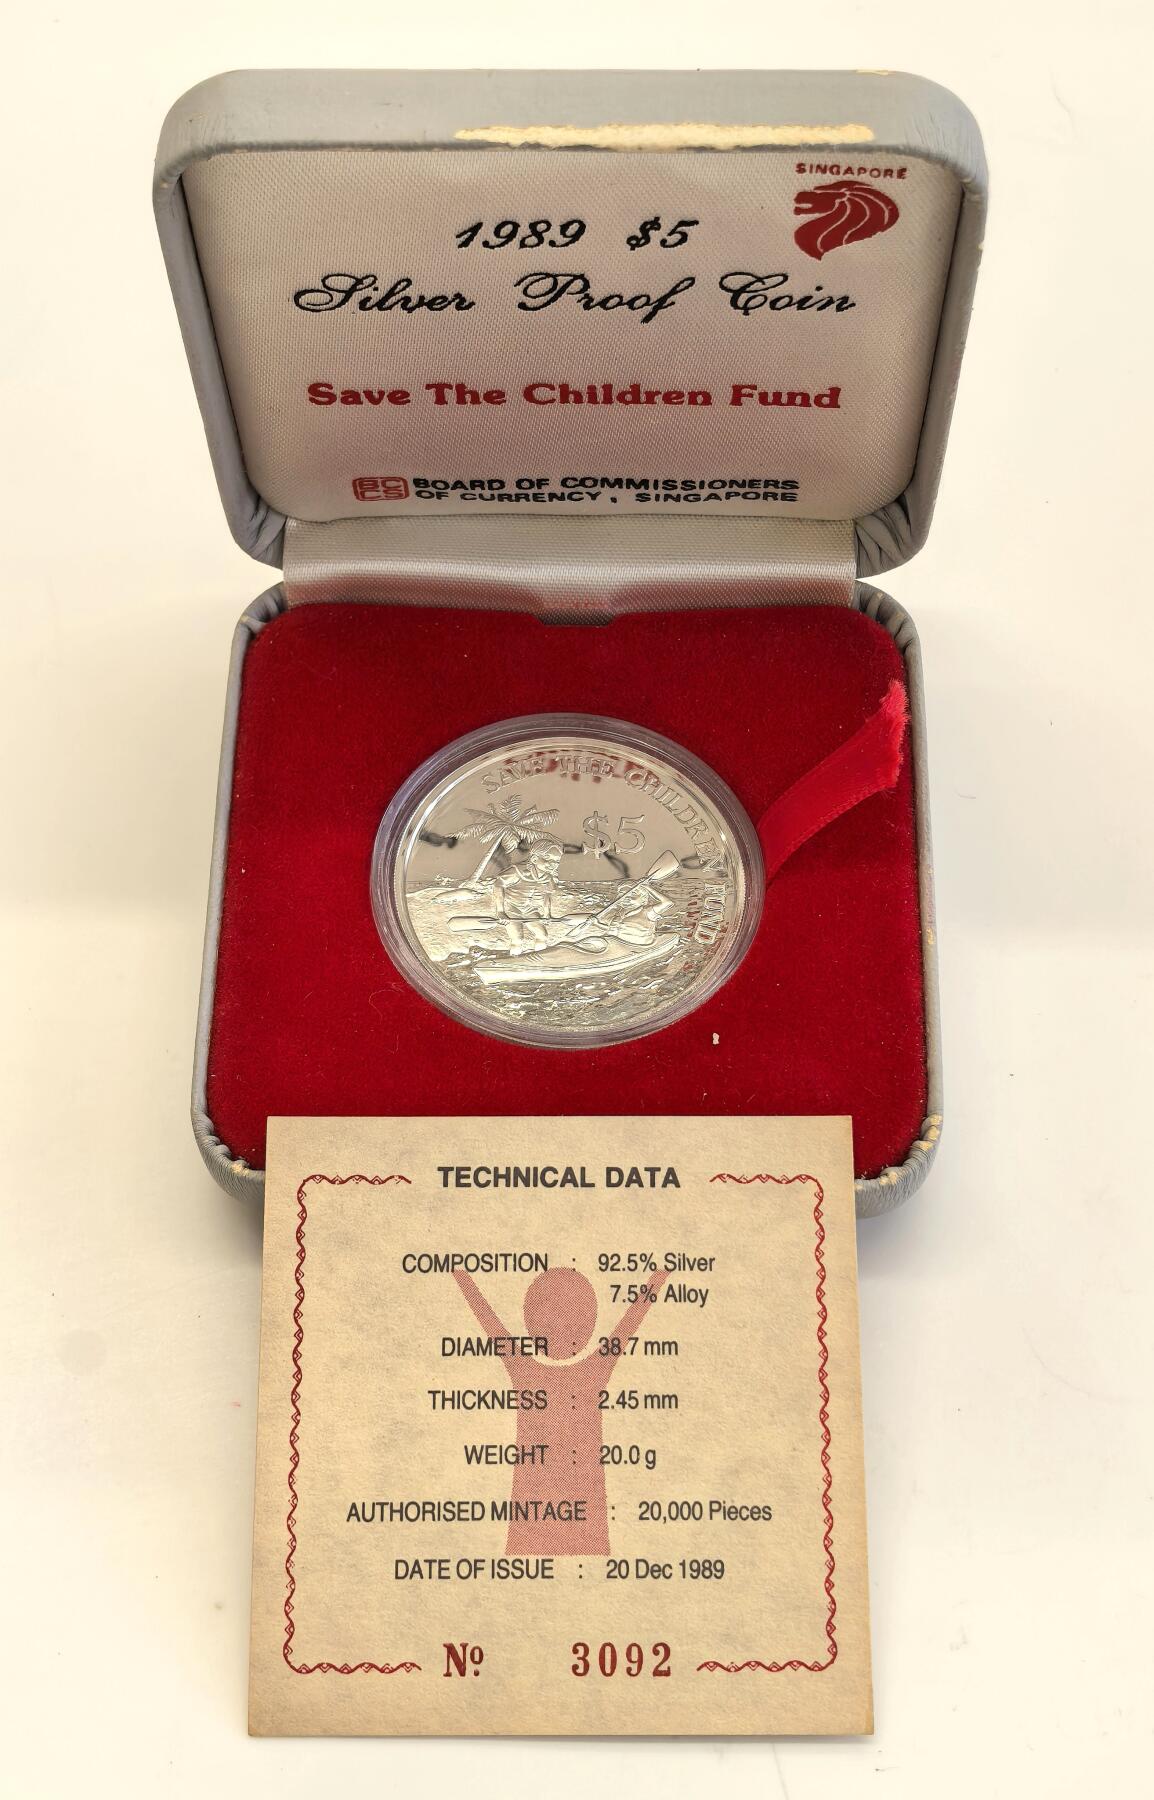 SINGAPORE
1989 $5
Silver Proof Coin
Save The Children Fund
BC
CS
BOARD OF COMMISSIONERS
OF CURRENCY, SINGAPORE
SAVE THE CHILDREN FUND
$5
TECHNICAL DATA
COMPOSITION : 92.5% Silver
7.5% Alloy
DIAMETER : 38.7 mm
THICKNESS : 2.45 mm
WEIGHT : 20.0 g
AUTHORISED MINTAGE : 20,000 Pieces
DATE OF ISSUE : 20 Dec 1989
Nº 3092